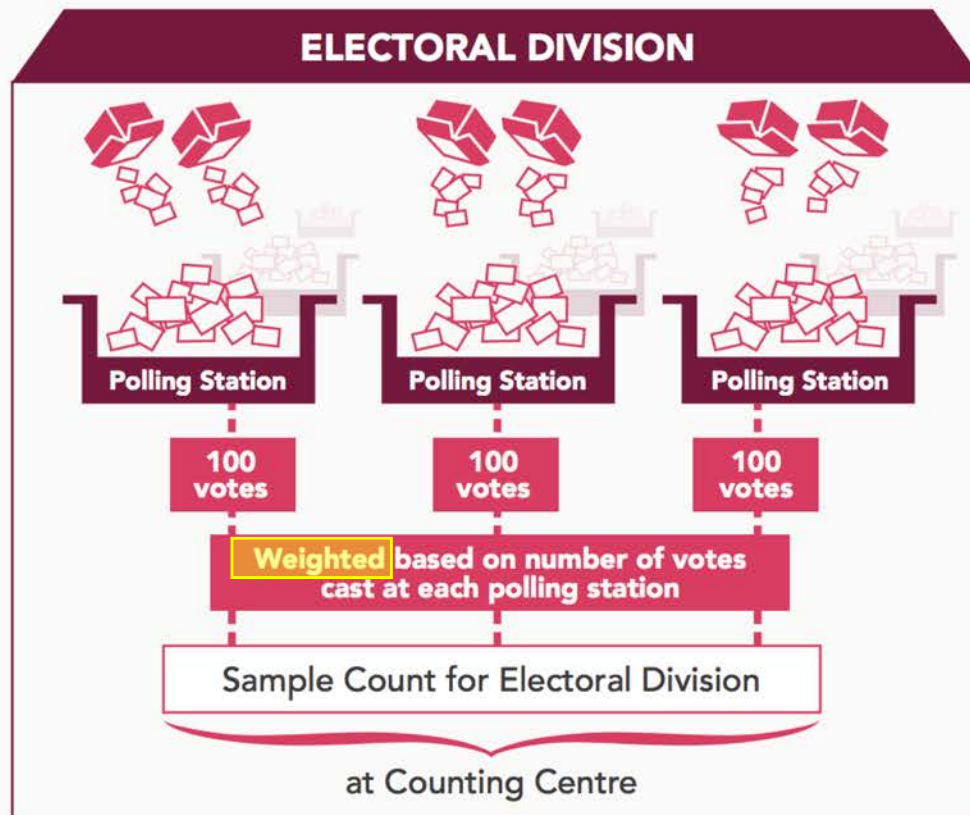 ELECTORAL DIVISION
Polling Station
Polling Station
Polling Station
100
votes
100
votes
100
votes
Weighted based on number of votes
cast at each polling station
Sample Count for Electoral Division
at Counting Centre